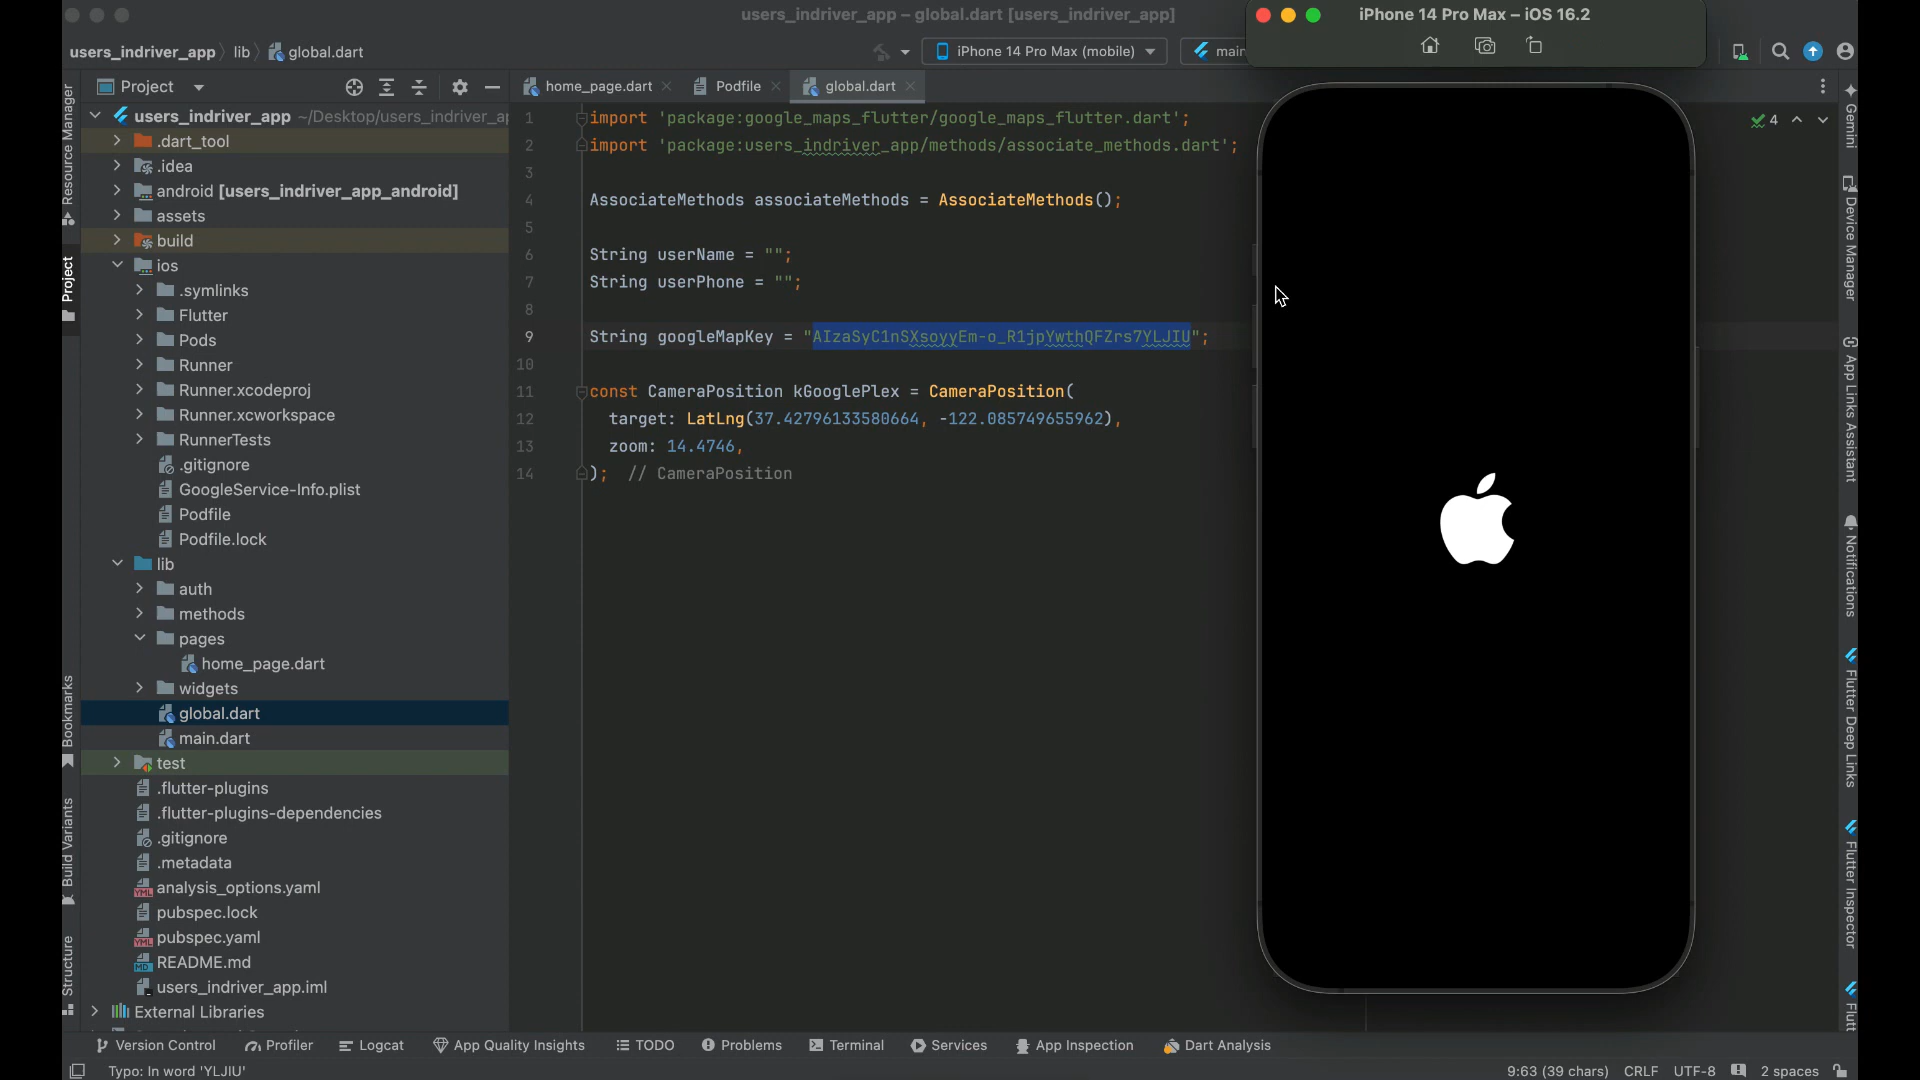 users_indriver_app – global.dart [users_indriver_app]
iPhone 14 Pro Max – iOS 16.2
users_indriver_app
lib
global.dart
iPhone 14 Pro Max (mobile)
main
Project
home_page.dart
Podfile
global.dart
users_indriver_app ~/Desktop/users_indriver_ap
.dart_tool
.idea
android [users_indriver_app_android]
assets
build
ios
.symlinks
Flutter
Pods
Runner
Runner.xcodeproj
Runner.xcworkspace
RunnerTests
.gitignore
GoogleService-Info.plist
Podfile
Podfile.lock
lib
auth
methods
pages
home_page.dart
widgets
global.dart
main.dart
test
.flutter-plugins
.flutter-plugins-dependencies
.gitignore
.metadata
analysis_options.yaml
pubspec.lock
pubspec.yaml
README.md
users_indriver_app.iml
External Libraries
1 import 'package:google_maps_flutter/google_maps_flutter.dart';
2 import 'package:users_indriver_app/methods/associate_methods.dart';
3
4 AssociateMethods associateMethods = AssociateMethods();
5
6 String userName = "";
7 String userPhone = "";
8
9 String googleMapKey = "AIzaSyC1nSXsoyyEm-o_R1jpYwthQFZrs7YLJIU";
10
11 const CameraPosition kGooglePlex = CameraPosition(
12 target: LatLng(37.42796133580664, -122.085749655962),
13 zoom: 14.4746,
14 ); // CameraPosition
4
Resource Manager
Project
Bookmarks
Build Variants
Structure
Gemini
Device Manager
App Links Assistant
Notifications
Flutter Deep Links
Flutter Inspector
Flutt
Version Control
Profiler
Logcat
App Quality Insights
TODO
Problems
Terminal
Services
App Inspection
Dart Analysis
Typo: In word 'YLJIU'
9:63 (39 chars)
CRLF
UTF-8
2 spaces